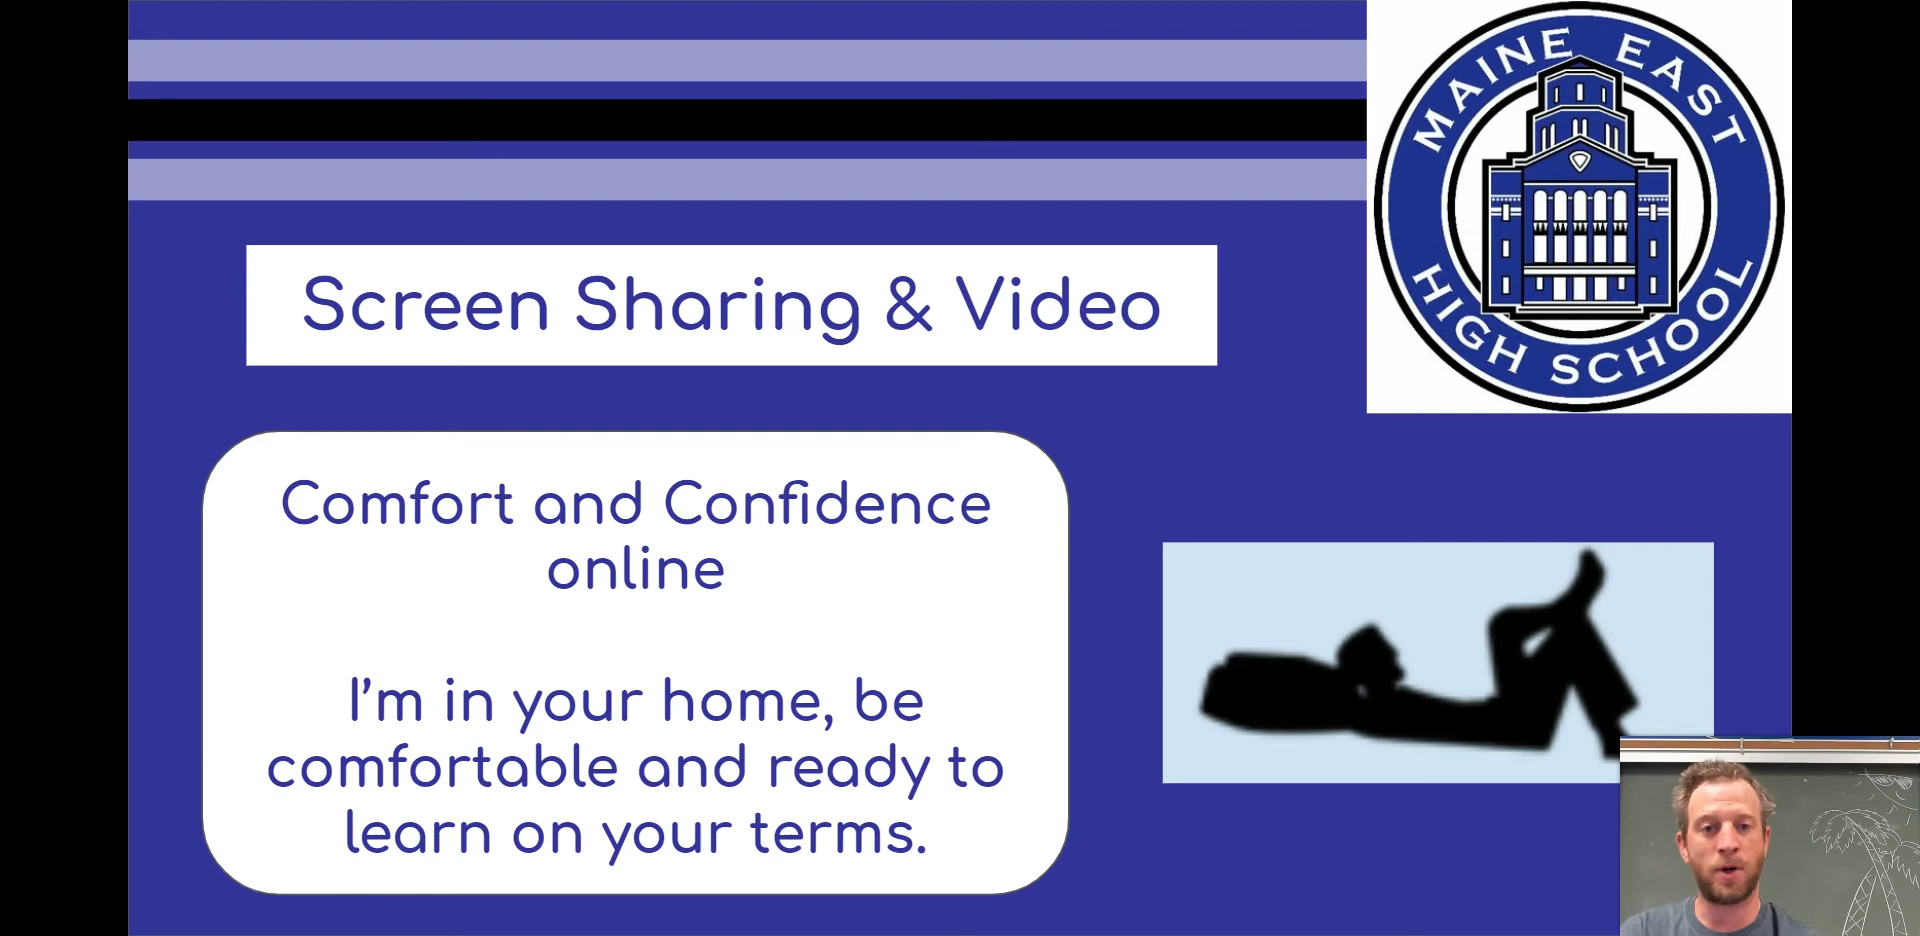 MAINE EAST
HIGH SCHOOL
Screen Sharing & Video
Comfort and Confidence
online
I'm in your home, be
comfortable and ready to
learn on your terms.